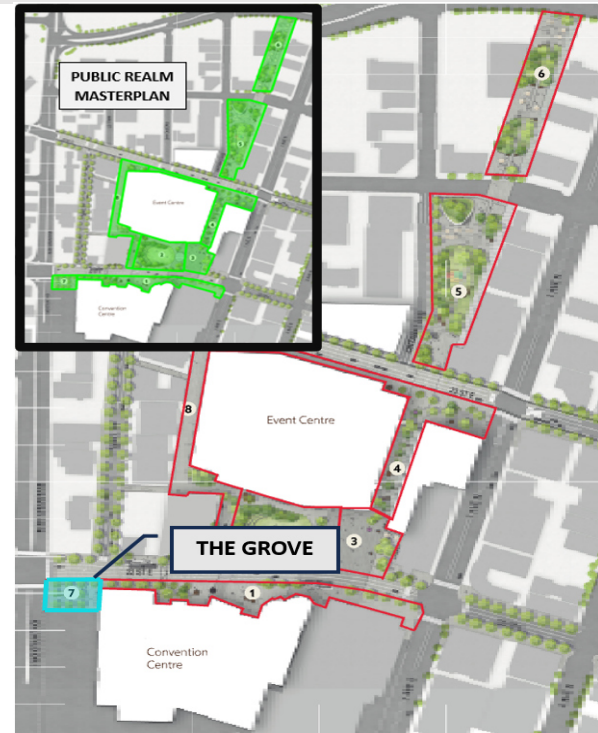 PUBLIC REALM
MASTERPLAN
Event Centre
Convention
Centre
6
5
Event Centre
8
4
3
THE GROVE
7
1
Convention
Centre